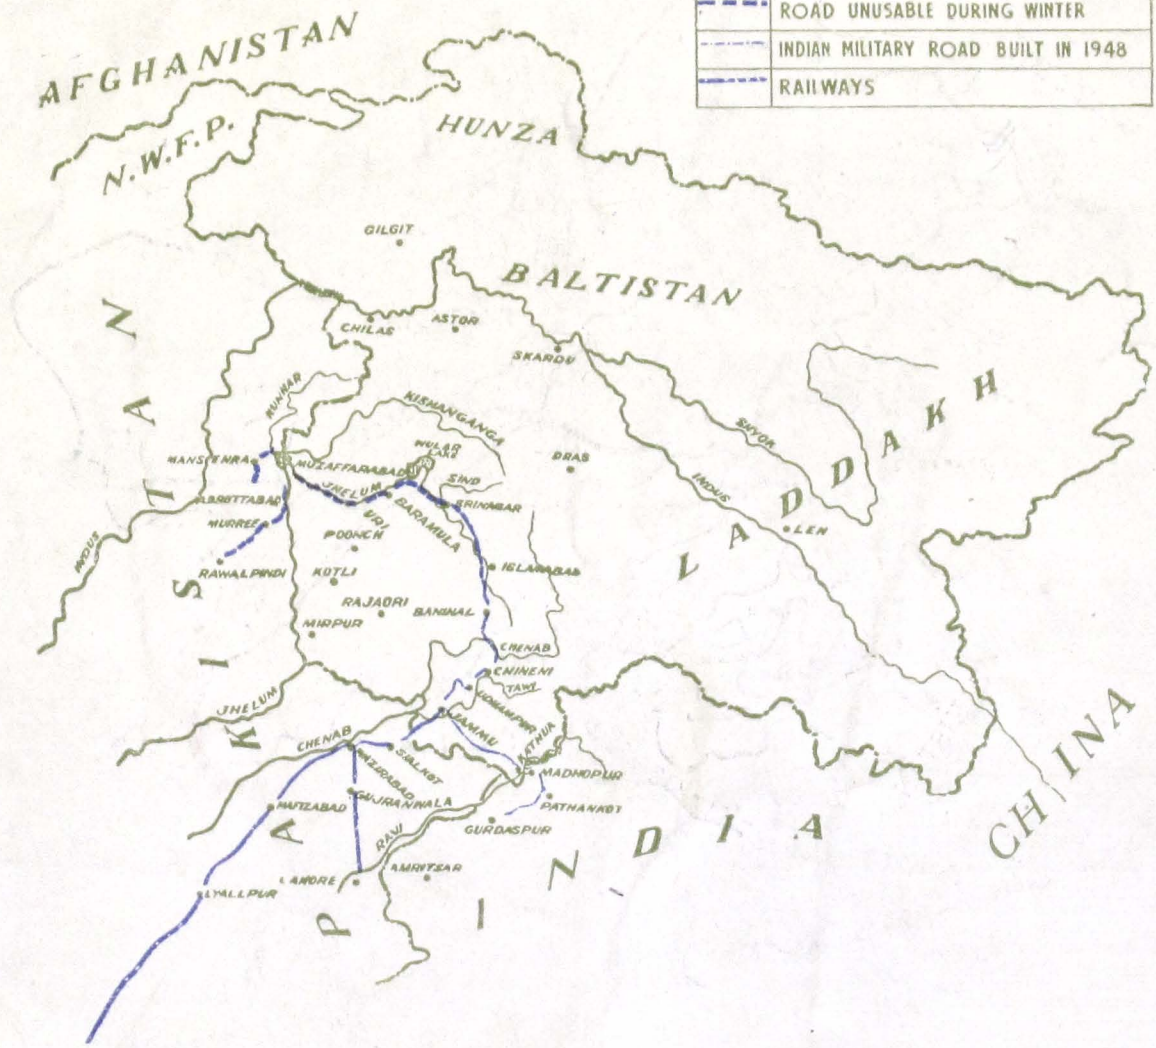 ROAD UNUSABLE DURING WINTER
INDIAN MILITARY ROAD BUILT IN 1948
RAILWAYS
AFGHANISTAN
N.W.F.P.
HUNZA
GILGIT
BALTISTAN
CHILAS
ASTOR
SKARDU
KUNHAR
KISHANGANGA
SHYOK
LADDAKH
MANSEHRA
MUZAFFARABAD
WULAR
LAKE
SIND
DRAS
INDUS
ABBOTTABAD
JHELUM
SRINAGAR
BARAMULA
URI
MURREE
POONCH
LEH
INDUS
RAWALPINDI
KOTLI
ISLAMABAD
RAJAORI
BANIHAL
MIRPUR
CHENAB
CHINENI
TAWI
UDHAMPUR
JHELUM
JAMMU
KATHUA
CHENAB
SIALKOT
WAZIRABAD
MADHOPUR
HAFIZABAD
GUJRANWALA
PATHANKOT
GURDASPUR
RAVI
LAHORE
AMRITSAR
LYALLPUR
PAKISTAN
INDIA
CHINA